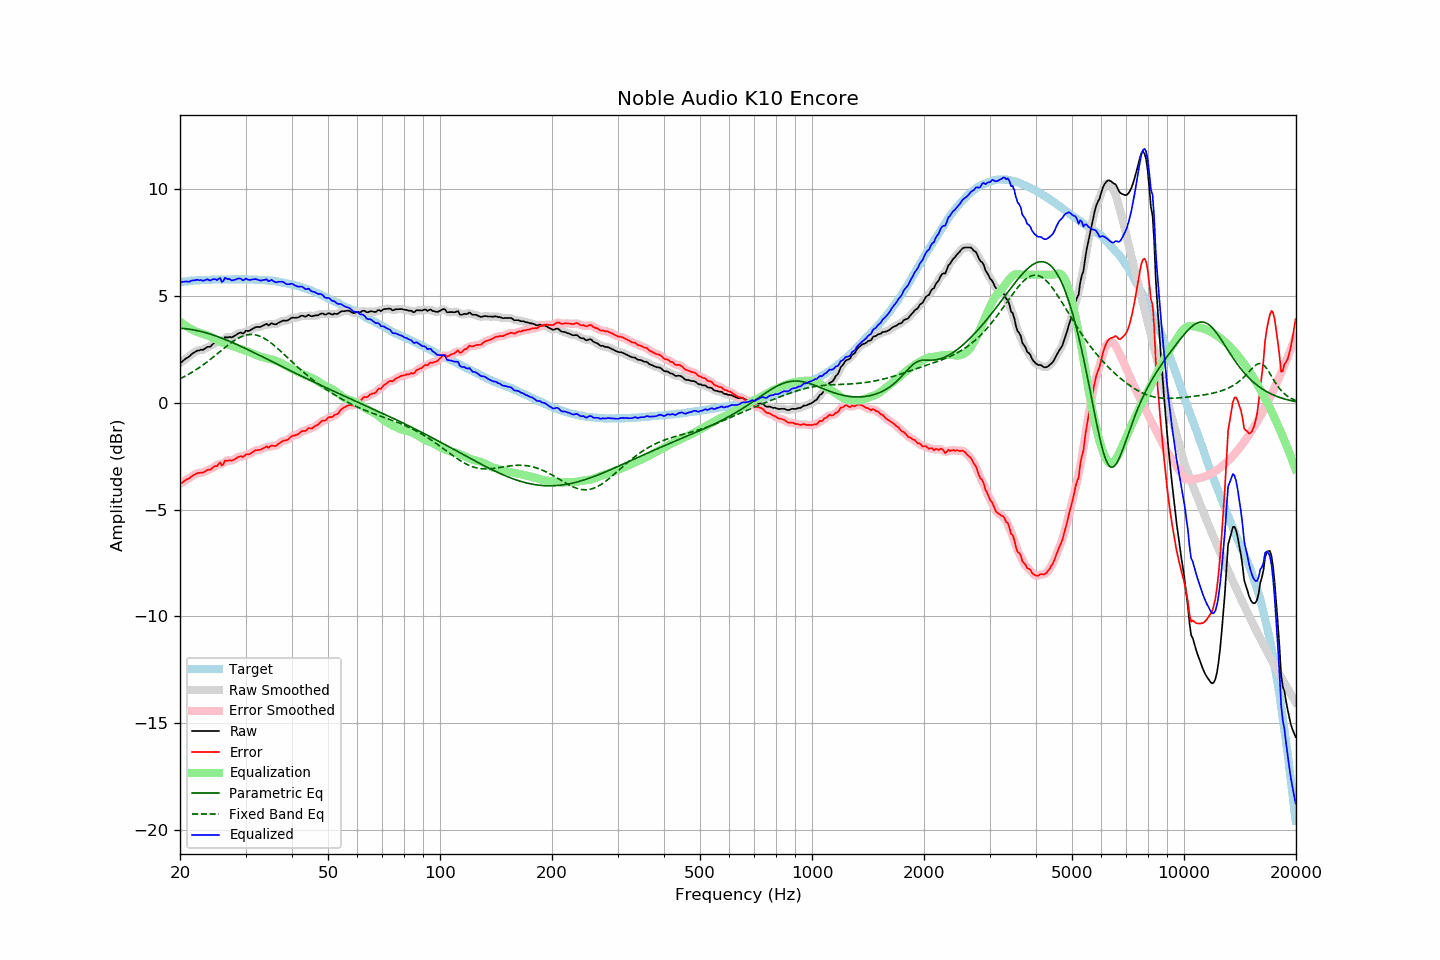 Noble Audio K10 Encore
Amplitude (dBr)
10
5
0
−5
−10
−15
−20
Target
Raw Smoothed
Error Smoothed
Raw
Error
Equalization
Parametric Eq
Fixed Band Eq
Equalized
20 50 100 200 500 1000 2000 5000 10000 20000
Frequency (Hz)